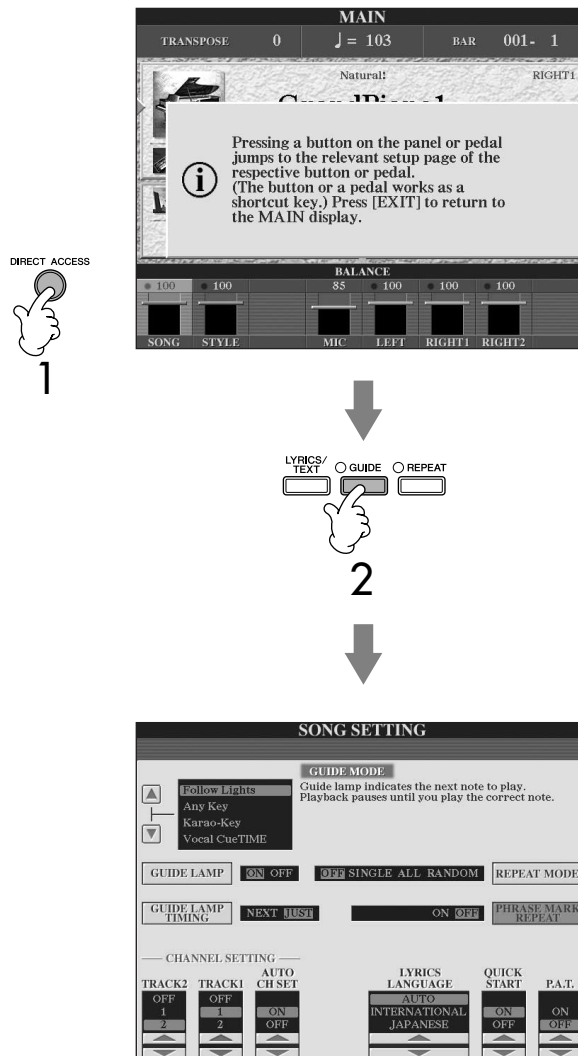 MAIN
TRANSPOSE 0 ♩= 103 BAR 001- 1
Natural! RIGHT1
Pressing a button on the panel or pedal
jumps to the relevant setup page of the
respective button or pedal.
(The button or a pedal works as a
shortcut key.) Press [EXIT] to return to
the MAIN display.
DIRECT ACCESS
1
BALANCE
100 100 85 100 100 100
SONG STYLE MIC LEFT RIGHT1 RIGHT2
LYRICS/
TEXT GUIDE REPEAT
2
SONG SETTING
GUIDE MODE
Follow Lights
Any Key
Karao-Key
Vocal CueTIME
Guide lamp indicates the next note to play.
Playback pauses until you play the correct note.
GUIDE LAMP ON OFF OFF SINGLE ALL RANDOM REPEAT MODE
GUIDE LAMP
TIMING NEXT JUST ON OFF PHRASE MARK
REPEAT
CHANNEL SETTING
TRACK2 TRACK1 AUTO
CH SET LYRICS
LANGUAGE QUICK
START P.A.T.
OFF OFF AUTO
1 1 ON INTERNATIONAL ON ON
2 2 OFF JAPANESE OFF OFF